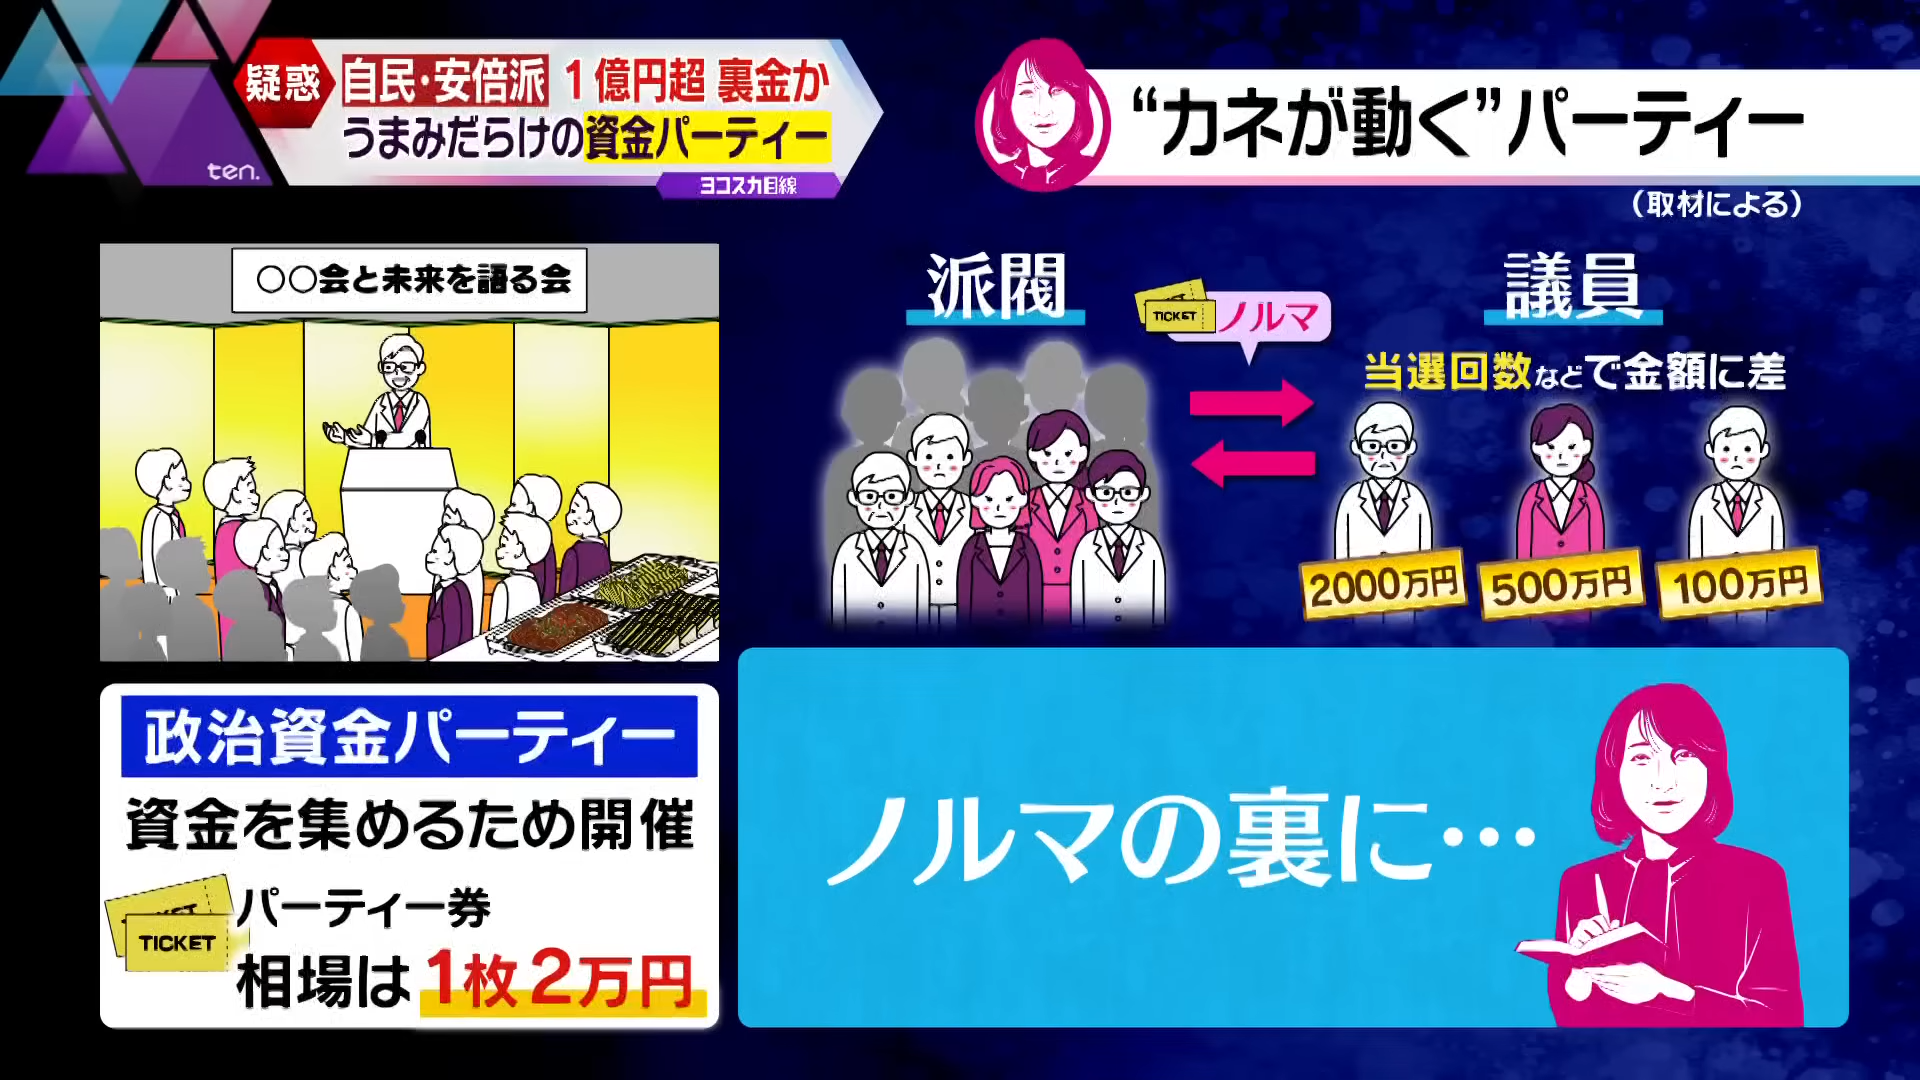 疑惑
自民・安倍派 1億円超 裏金か
うまみだらけの資金パーティー
ten.
ヨコスカ目線
“カネが動く”パーティー
(取材による)
○○会と未来を語る会
派閥
TICKET
ノルマ
議員
当選回数などで金額に差
2000万円
500万円
100万円
政治資金パーティー
資金を集めるため開催
TICKET
TICKET
パーティー券
相場は1枚2万円
ノルマの裏に…